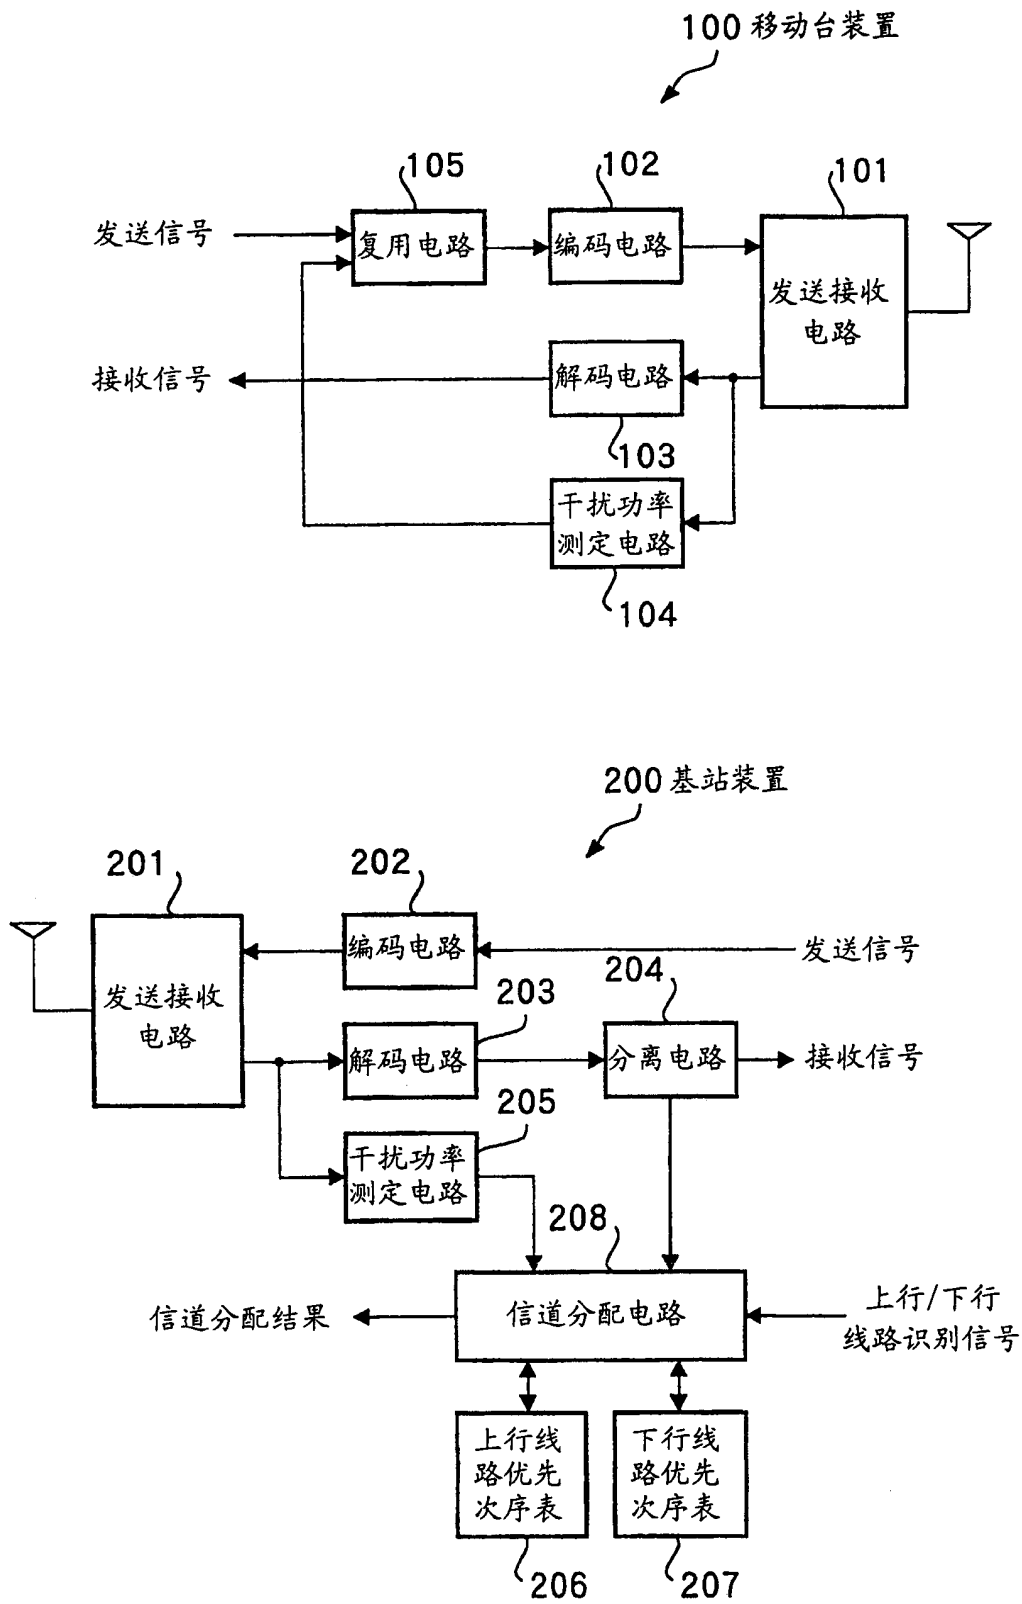 100 移动台装置
105
102
101
发送信号
复用电路
编码电路
发送接收
电路
接收信号
解码电路
103
干扰功率
测定电路
104
200 基站装置
201
202
编码电路
发送信号
204
发送接收
电路
203
解码电路
分离电路
接收信号
205
干扰功率
测定电路
208
信道分配结果
信道分配电路
上行/下行
线路识别信号
上行线
路优先
次序表
下行线
路优先
次序表
206
207